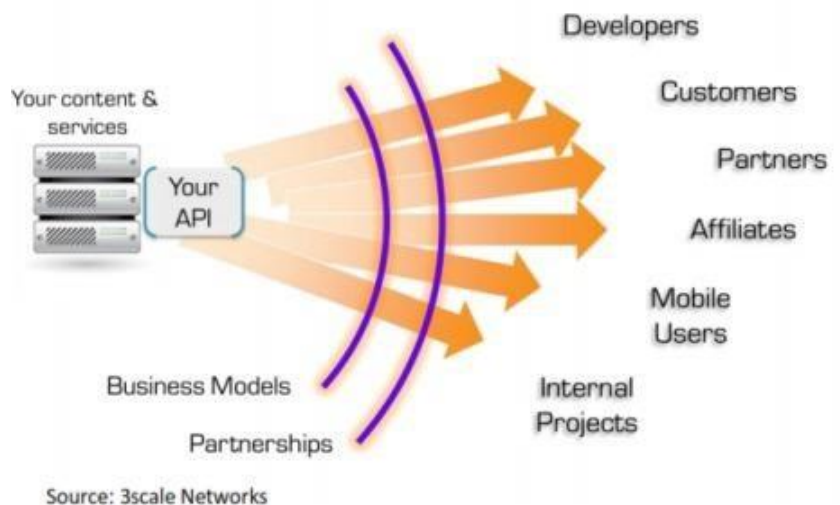 Developers
Your content &
services
Customers
Your
API
Partners
Affiliates
Mobile
Users
Business Models
Internal
Projects
Partnerships
Source: 3scale Networks